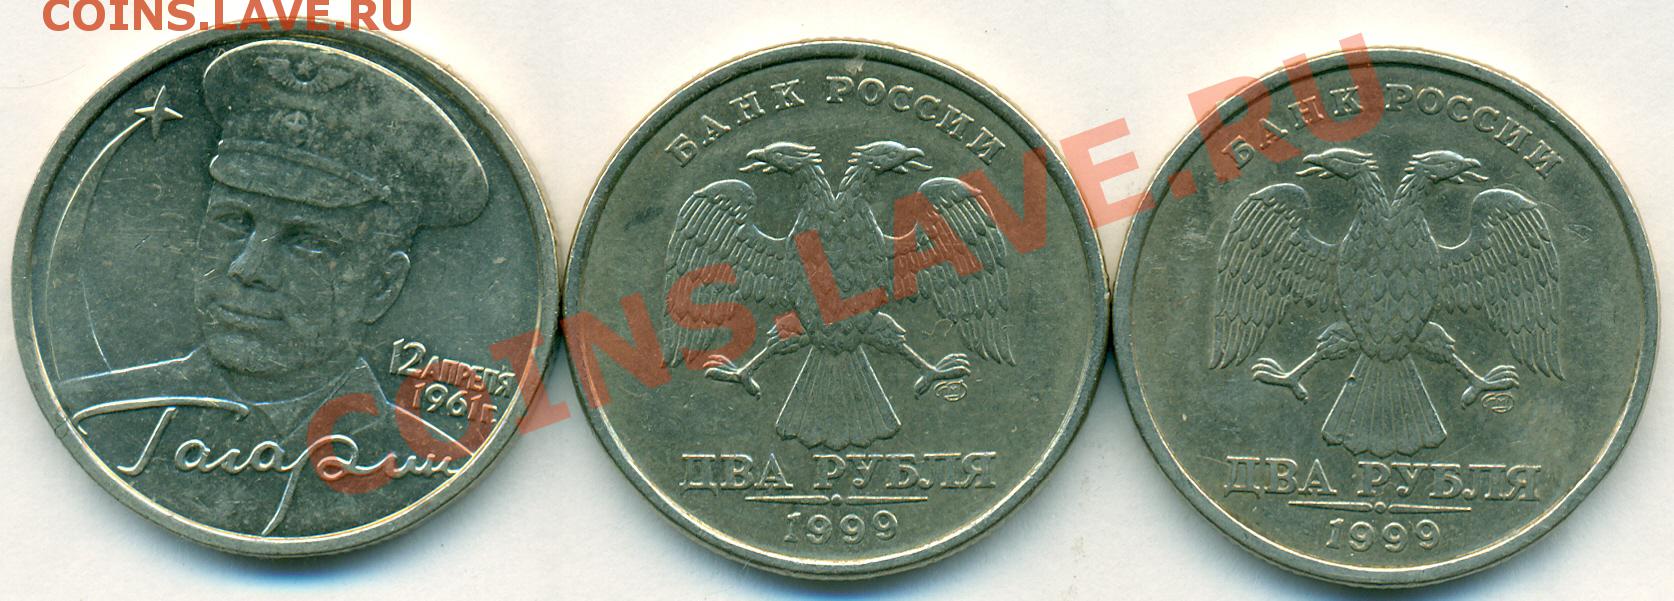 COINS.LAVE.RU
12
АПРЕЛЯ
1961г.
Гагарин
БАНК РОССИИ
ДВА РУБЛЯ
1999
БАНК РОССИИ
ДВА РУБЛЯ
1999
COINS.LAVE.RU